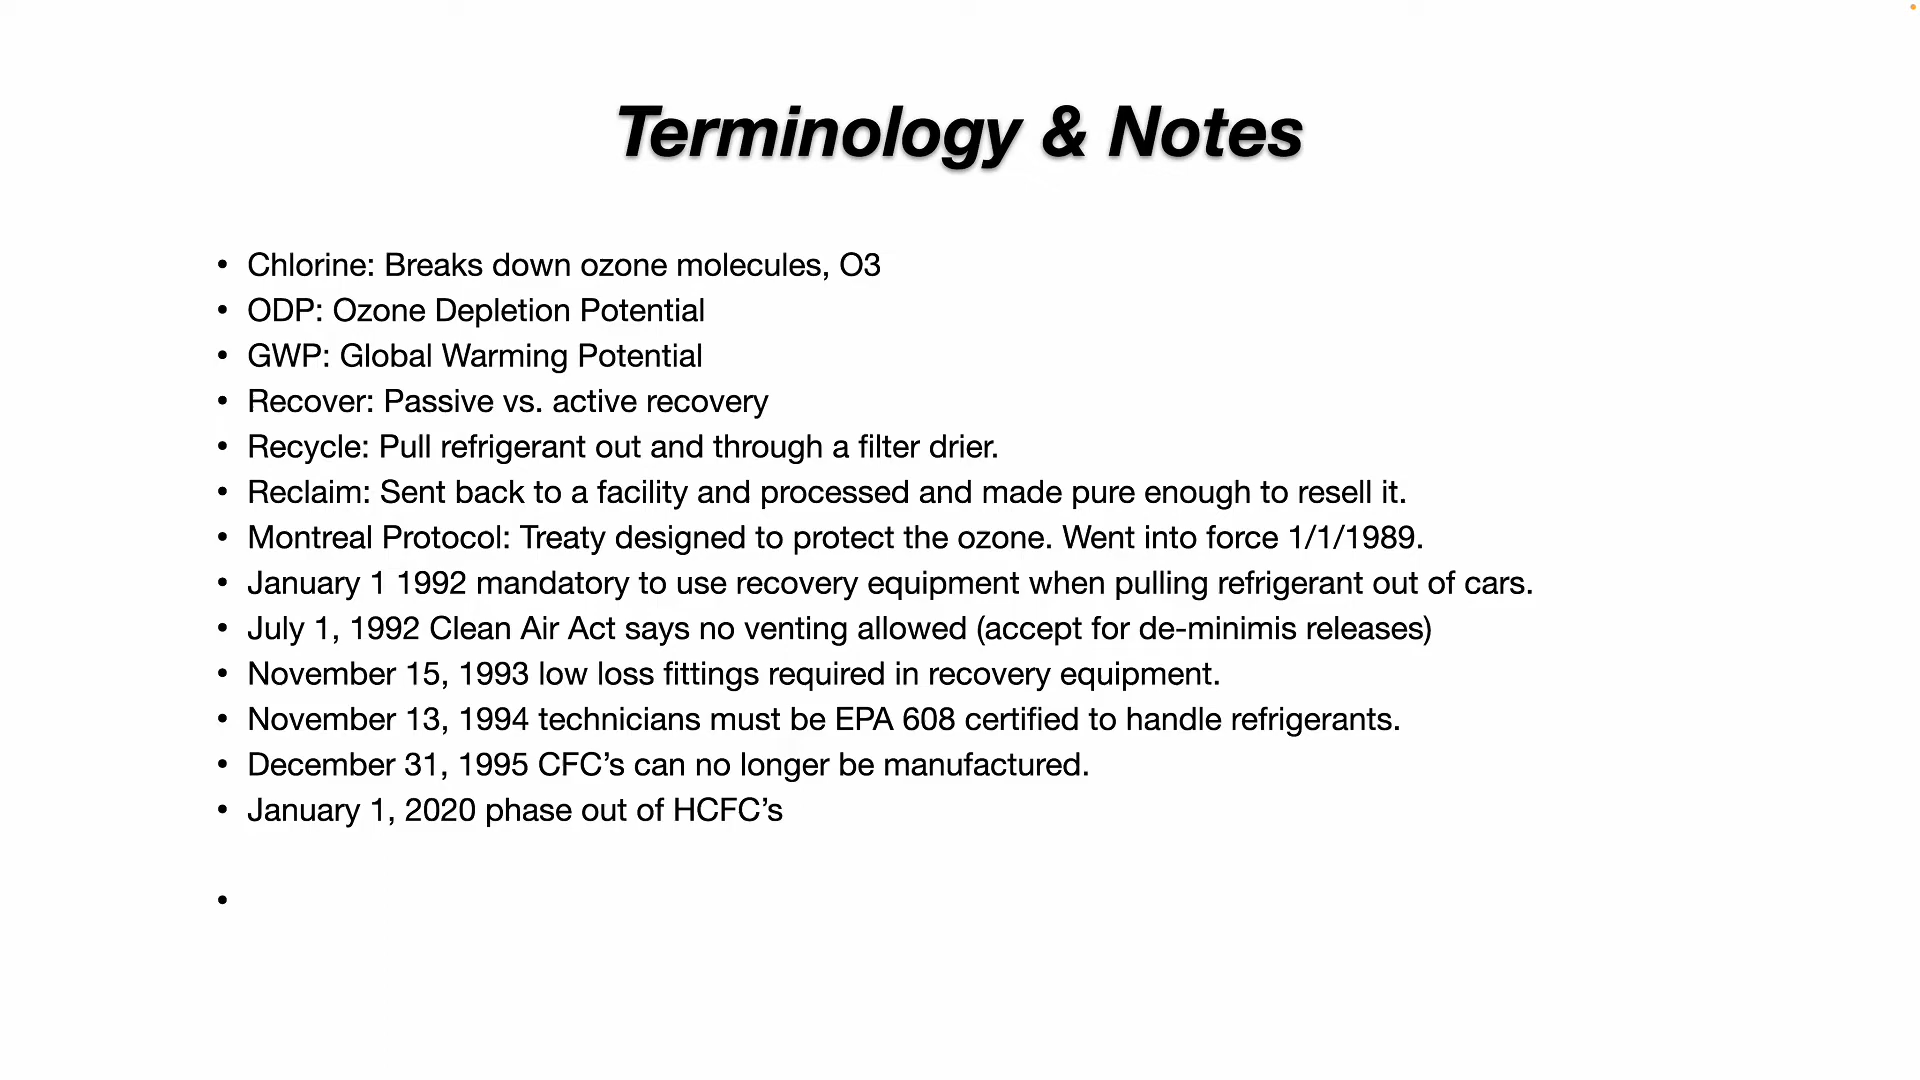 Terminology & Notes
• Chlorine: Breaks down ozone molecules, O3
• ODP: Ozone Depletion Potential
• GWP: Global Warming Potential
• Recover: Passive vs. active recovery
• Recycle: Pull refrigerant out and through a filter drier.
• Reclaim: Sent back to a facility and processed and made pure enough to resell it.
• Montreal Protocol: Treaty designed to protect the ozone. Went into force 1/1/1989.
• January 1 1992 mandatory to use recovery equipment when pulling refrigerant out of cars.
• July 1, 1992 Clean Air Act says no venting allowed (accept for de-minimis releases)
• November 15, 1993 low loss fittings required in recovery equipment.
• November 13, 1994 technicians must be EPA 608 certified to handle refrigerants.
• December 31, 1995 CFC’s can no longer be manufactured.
• January 1, 2020 phase out of HCFC’s
•